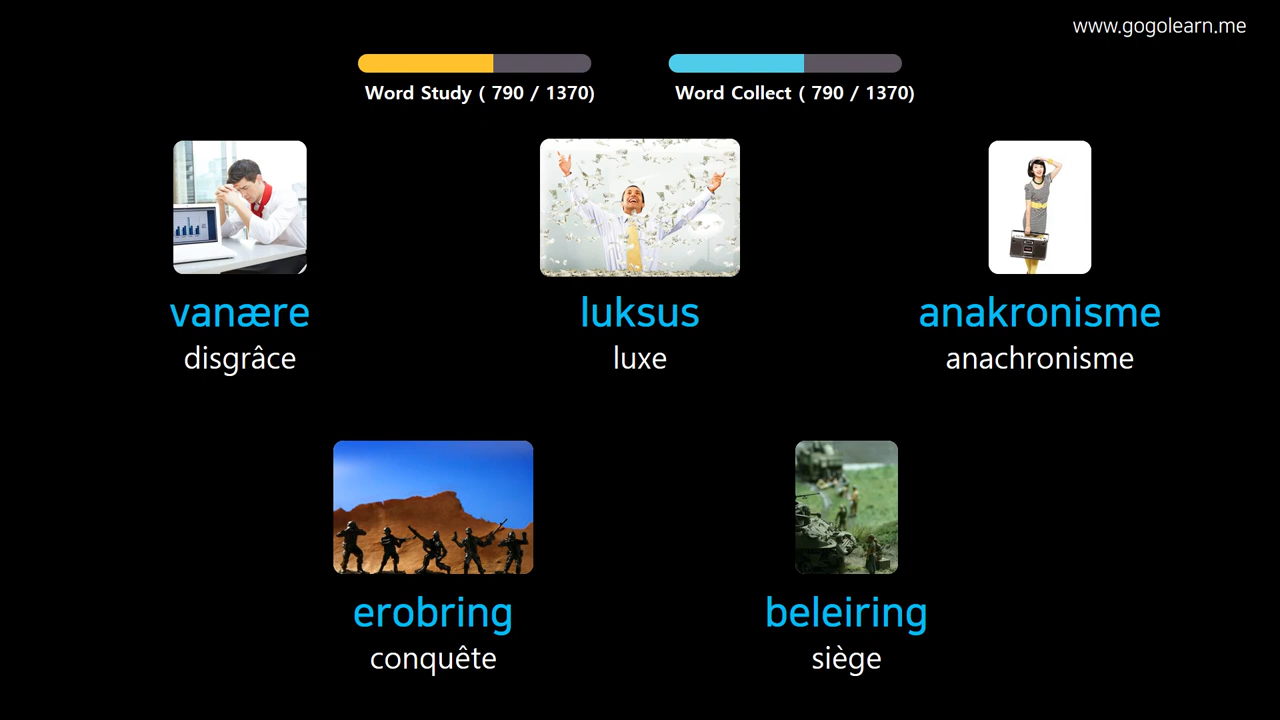 www.gogolearn.me
Word Study ( 790 / 1370)
Word Collect ( 790 / 1370)
vanære
luksus
anakronisme
disgrâce
luxe
anachronisme
erobring
beleiring
conquête
siège